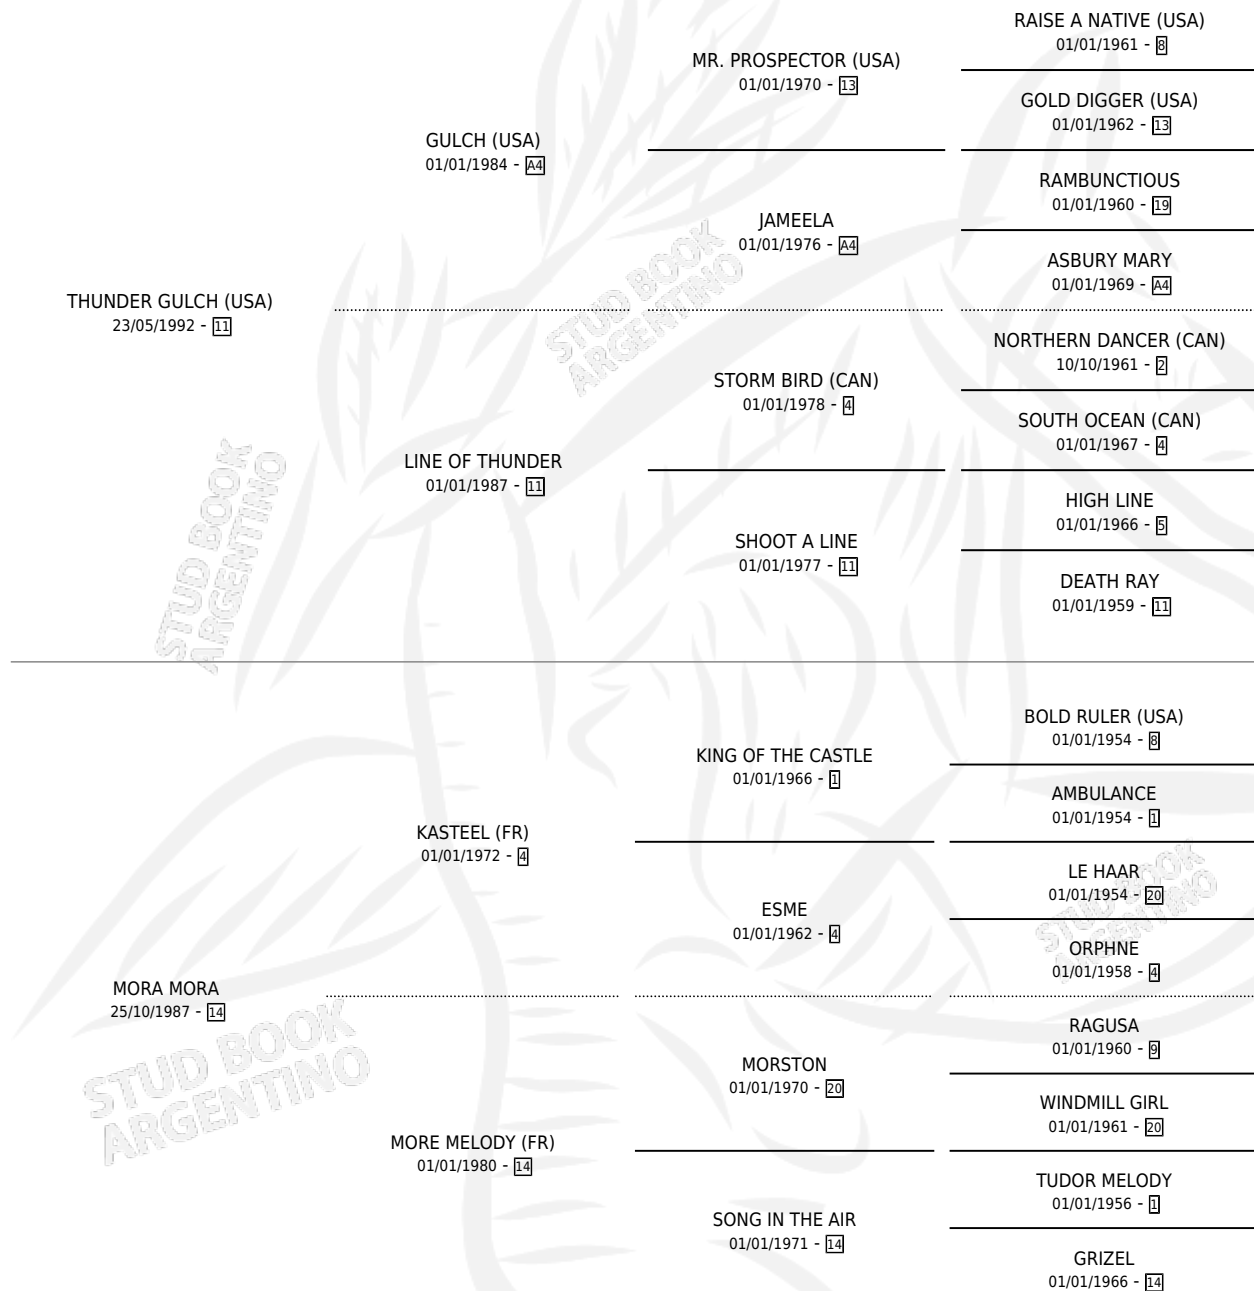 RAISE A NATIVE (USA)
01/01/1961 - 8
MR. PROSPECTOR (USA)
01/01/1970 - 13
GOLD DIGGER (USA)
01/01/1962 - 13
GULCH (USA)
01/01/1984 - A4
RAMBUNCTIOUS
01/01/1960 - 19
JAMEELA
01/01/1976 - A4
ASBURY MARY
01/01/1969 - A4
THUNDER GULCH (USA)
23/05/1992 - 11
NORTHERN DANCER (CAN)
10/10/1961 - 2
STORM BIRD (CAN)
01/01/1978 - 4
SOUTH OCEAN (CAN)
01/01/1967 - 4
LINE OF THUNDER
01/01/1987 - 11
HIGH LINE
01/01/1966 - 5
SHOOT A LINE
01/01/1977 - 11
DEATH RAY
01/01/1959 - 11
BOLD RULER (USA)
01/01/1954 - 8
KING OF THE CASTLE
01/01/1966 - 1
AMBULANCE
01/01/1954 - 1
KASTEEL (FR)
01/01/1972 - 4
LE HAAR
01/01/1954 - 20
ESME
01/01/1962 - 4
ORPHNE
01/01/1958 - 4
MORA MORA
25/10/1987 - 14
RAGUSA
01/01/1960 - 9
MORSTON
01/01/1970 - 20
WINDMILL GIRL
01/01/1961 - 20
MORE MELODY (FR)
01/01/1980 - 14
TUDOR MELODY
01/01/1956 - 1
SONG IN THE AIR
01/01/1971 - 14
GRIZEL
01/01/1966 - 14
STUD BOOK
ARGENTINO
STUD BOOK
ARGENTINO
STUD BOOK
ARGENTINO
STUD BOOK
ARGENTINO